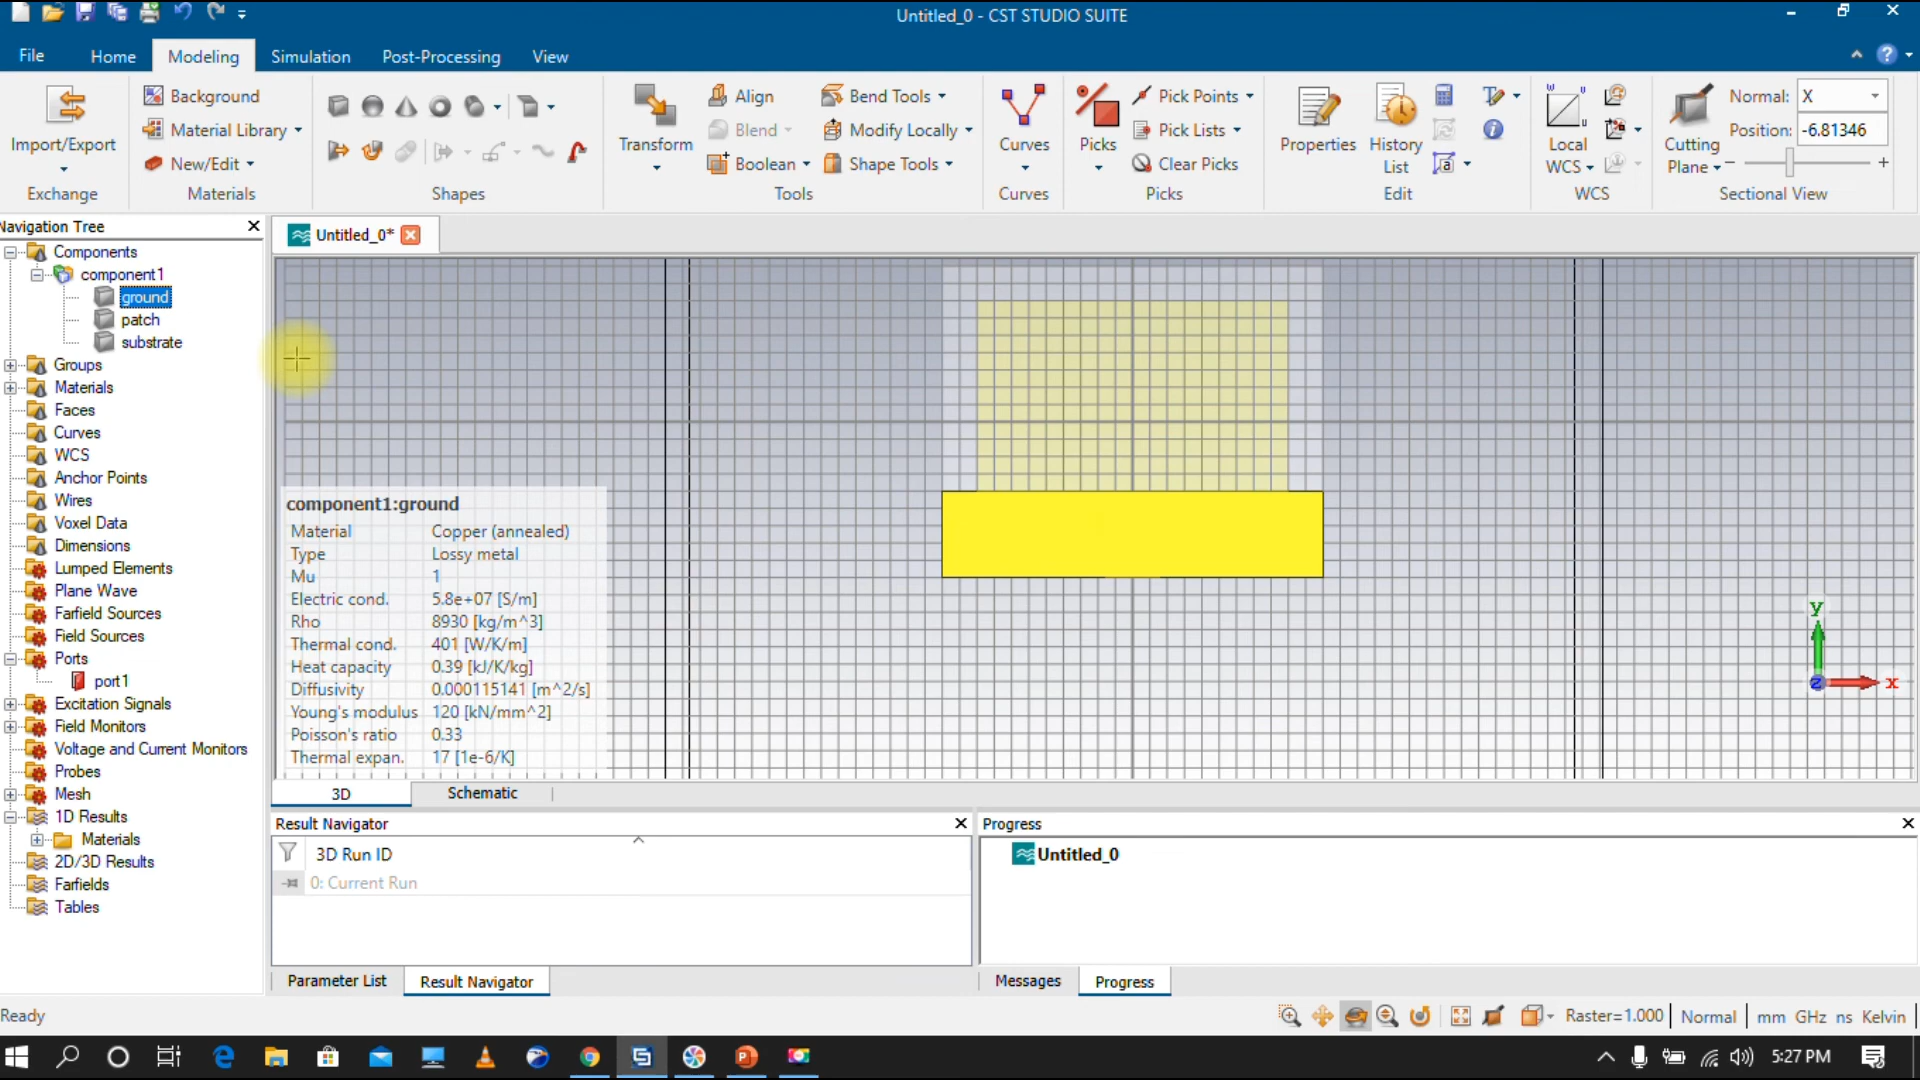 Untitled_0 - CST STUDIO SUITE
File Home Modeling Simulation Post-Processing View
Import/Export
Exchange
Background
Material Library
New/Edit
Materials
Shapes
Transform
Align
Blend
Boolean
Bend Tools
Modify Locally
Shape Tools
Tools
Curves
Curves
Picks
Pick Points
Pick Lists
Clear Picks
Picks
Properties
History
List
Edit
Local
WCS
WCS
Cutting
Plane
Normal: X
Position: -6.81346
Sectional View
Navigation Tree
Components
component1
ground
patch
substrate
Groups
Materials
Faces
Curves
WCS
Anchor Points
Wires
Voxel Data
Dimensions
Lumped Elements
Plane Wave
Farfield Sources
Field Sources
Ports
port1
Excitation Signals
Field Monitors
Voltage and Current Monitors
Probes
Mesh
1D Results
Materials
2D/3D Results
Farfields
Tables
Untitled_0*
component1:ground
Material Copper (annealed)
Type Lossy metal
Mu 1
Electric cond. 5.8e+07 [S/m]
Rho 8930 [kg/m^3]
Thermal cond. 401 [W/K/m]
Heat capacity 0.39 [kJ/K/kg]
Diffusivity 0.000115141 [m^2/s]
Young's modulus 120 [kN/mm^2]
Poisson's ratio 0.33
Thermal expan. 17 [1e-6/K]
y
z x
3D Schematic
Result Navigator
3D Run ID
0: Current Run
Parameter List Result Navigator
Progress
Untitled_0
Messages Progress
Ready
Raster=1.000 Normal mm GHz ns Kelvin
5:27 PM